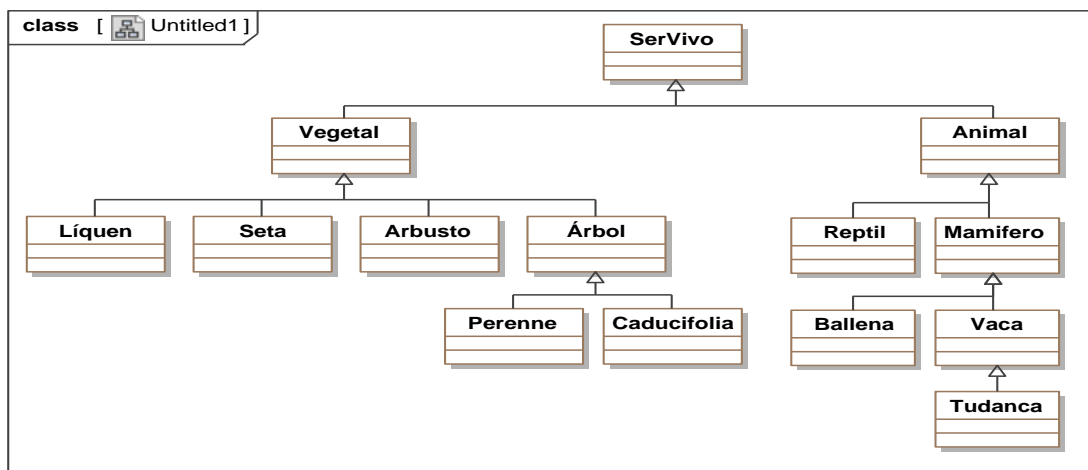 class [ Untitled1 ]
SerVivo
Vegetal
Animal
Líquen
Seta
Arbusto
Árbol
Reptil
Mamifero
Perenne
Caducifolia
Ballena
Vaca
Tudanca